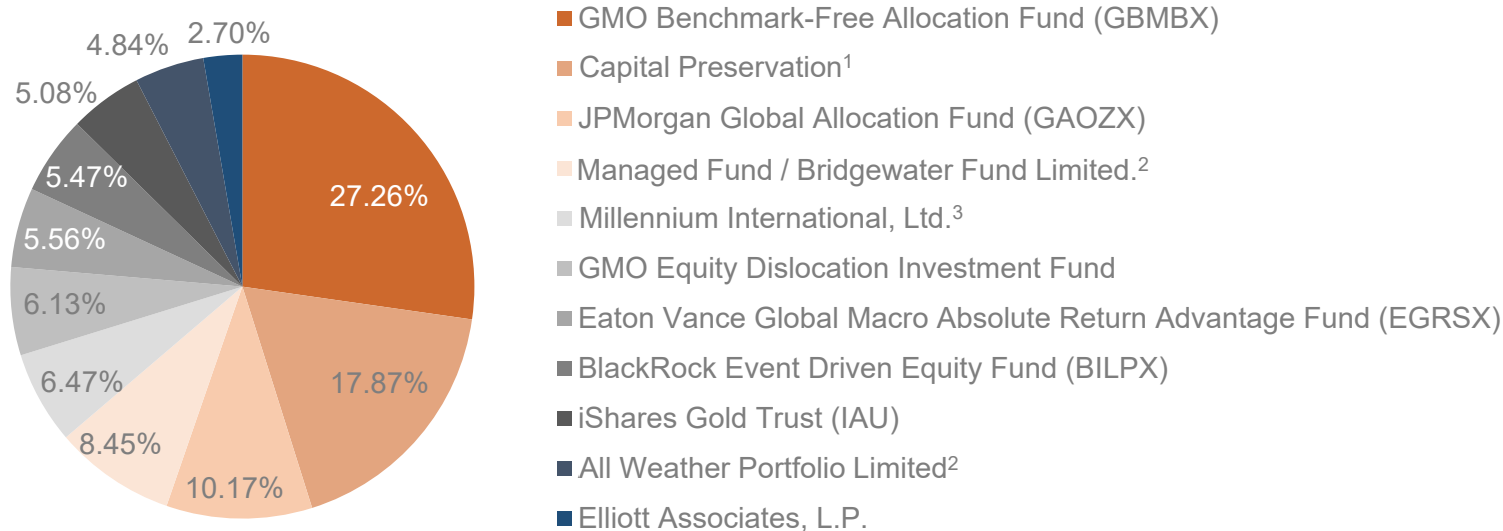 2.70%
4.84%
5.08%
5.47%
5.56%
6.13%
6.47%
8.45%
10.17%
17.87%
27.26%
GMO Benchmark-Free Allocation Fund (GBMBX)
Capital Preservation¹
JPMorgan Global Allocation Fund (GAOZX)
Managed Fund / Bridgewater Fund Limited.²
Millennium International, Ltd.³
GMO Equity Dislocation Investment Fund
Eaton Vance Global Macro Absolute Return Advantage Fund (EGRSX)
BlackRock Event Driven Equity Fund (BILPX)
iShares Gold Trust (IAU)
All Weather Portfolio Limited²
Elliott Associates, L.P.